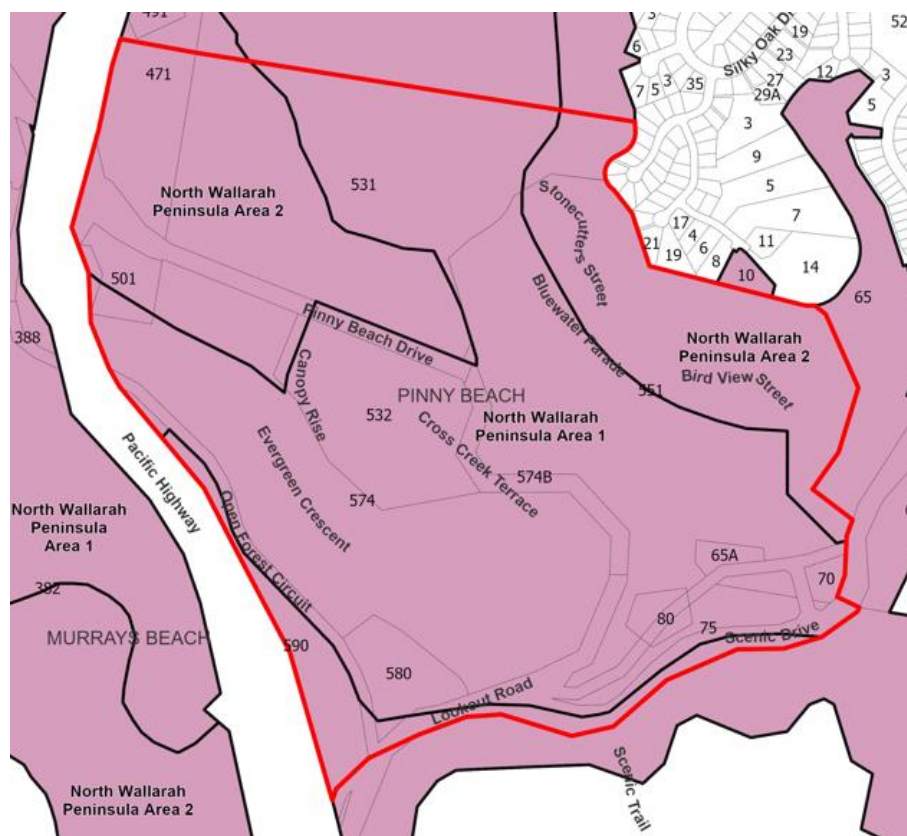 491
3
19
52
6
Silky Oak D
23
3
471
7
5
3
35
27
12
3
29A
5
3
9
531
5
North Wallarah
Peninsula Area 2
Stonecutters Street
7
17
4
21
19
6
8
11
14
10
501
65
Bluewater Parade
388
Pinny Beach Drive
North Wallarah
Peninsula Area 2
Bird View Street
551
Canopy Rise
PINNY BEACH
532
North Wallarah
Peninsula Area 1
Cross Creek Terrace
Evergreen Crescent
Pacific Highway
574B
574
Open Forest Circuit
North Wallarah
Peninsula
Area 1
65A
70
382
80
75
Scenic Drive
MURRAYS BEACH
590
580
Lookout Road
Scenic Trail
North Wallarah
Peninsula Area 2